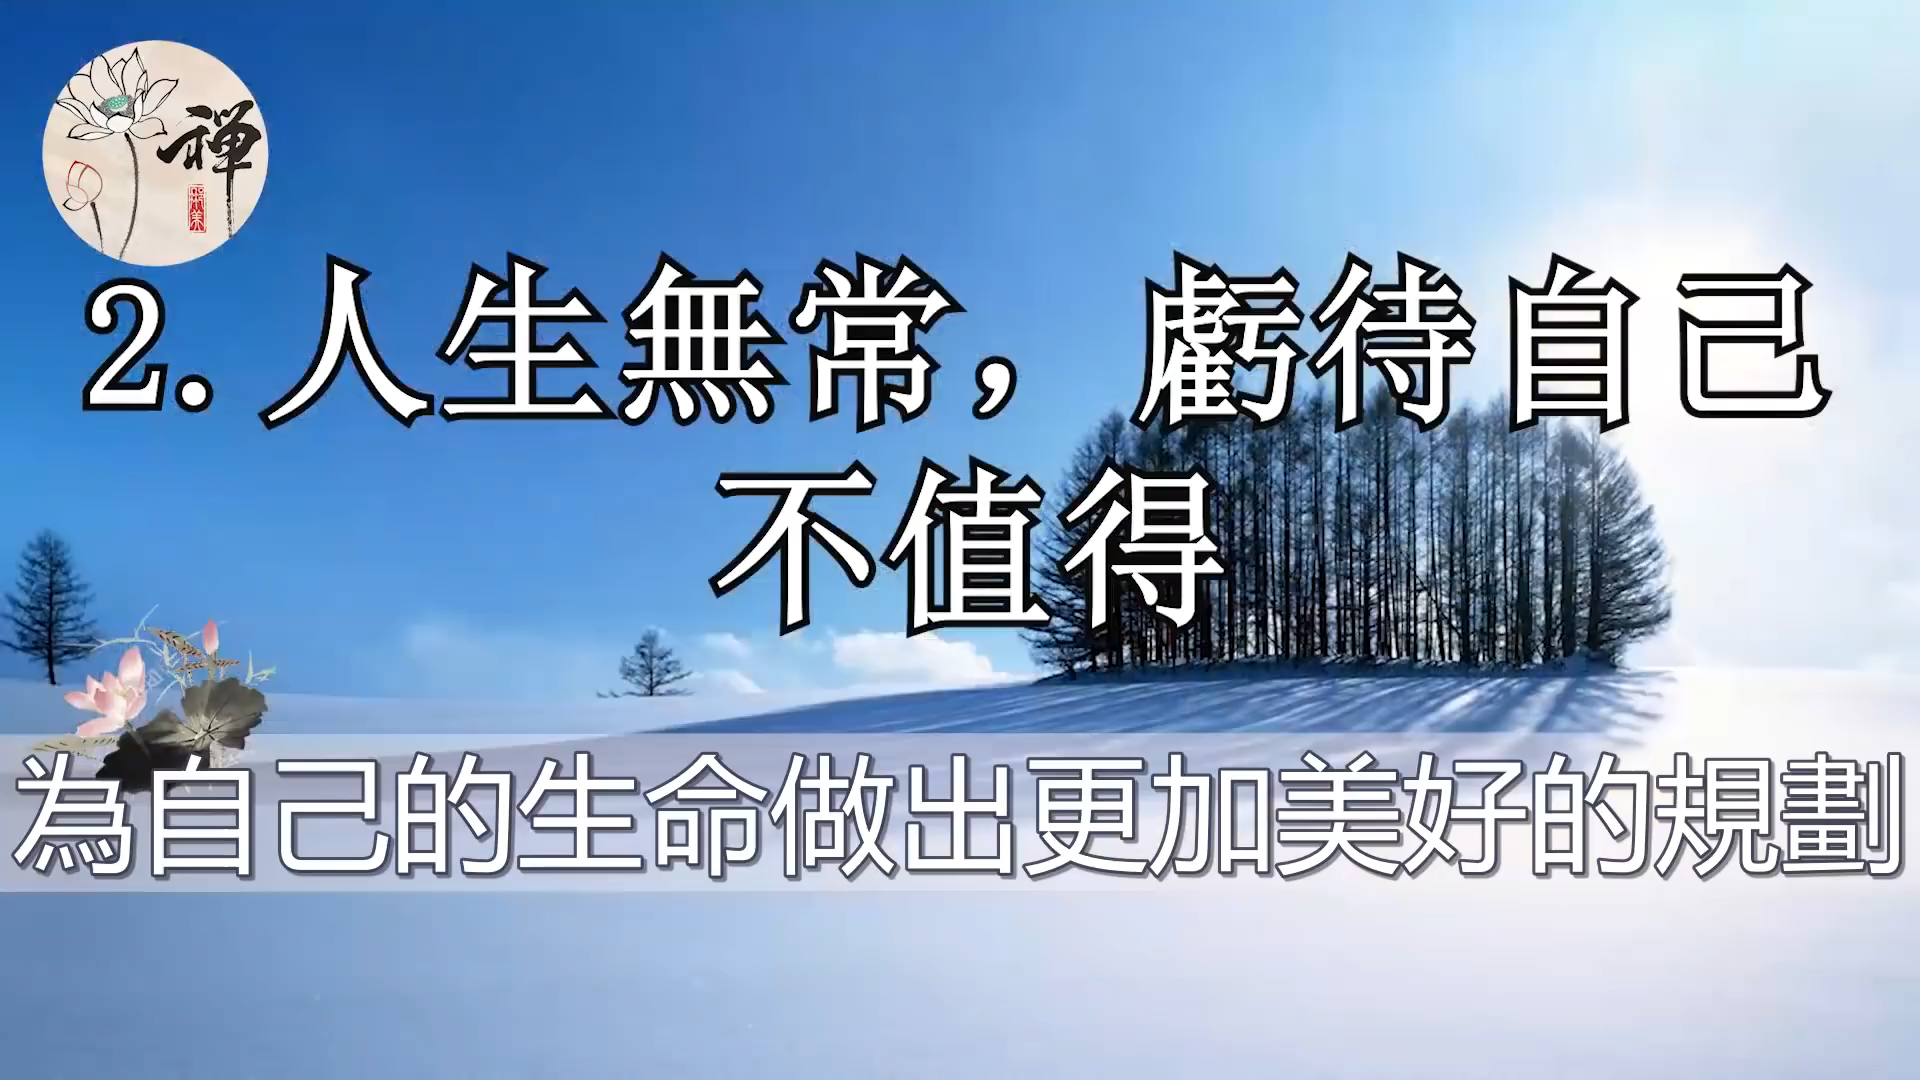 禅
2.人生無常，虧待自己
不值得
為自己的生命做出更加美好的規劃